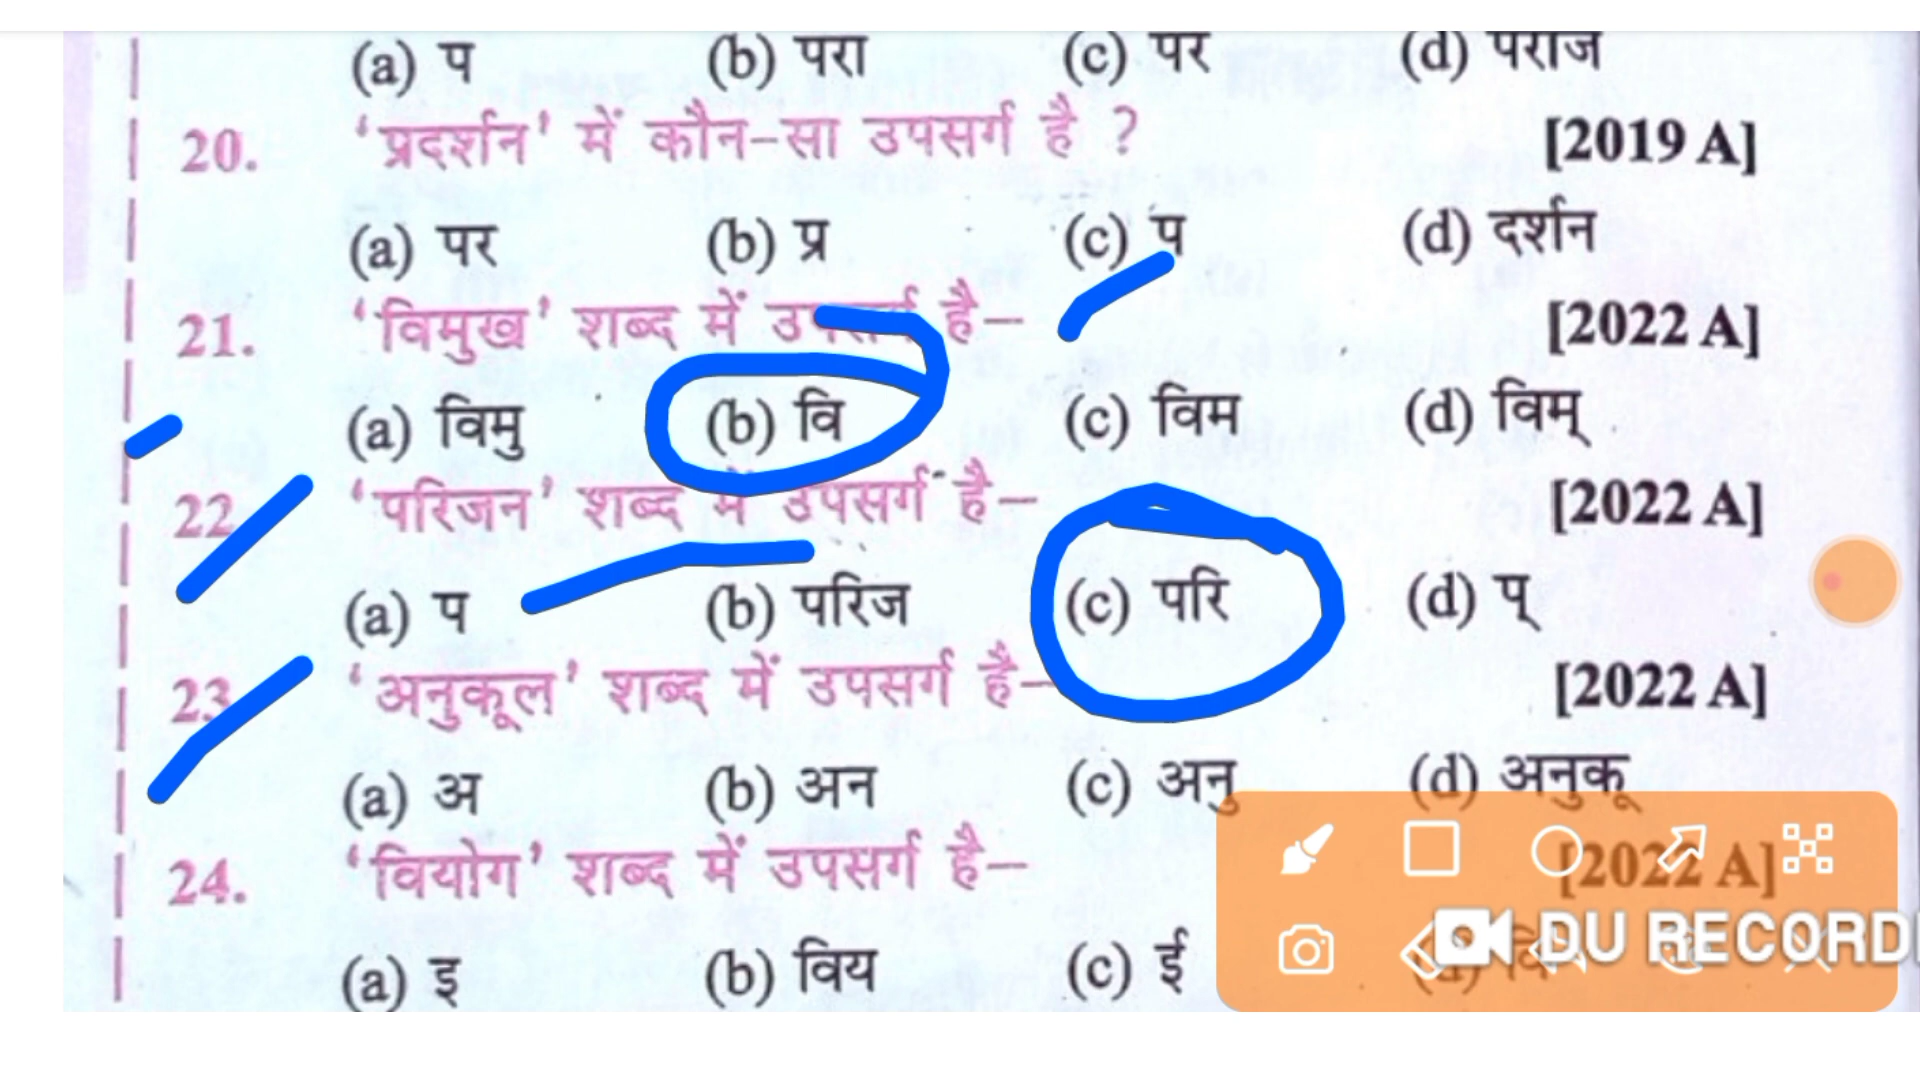 (a) प (b) परा (c) पर (d) पराज
20. ‘प्रदर्शन’ में कौन-सा उपसर्ग है ? [2019 A]
(a) पर (b) प्र (c) प (d) दर्शन
21. ‘विमुख’ शब्द में उपसर्ग है– [2022 A]
(a) विमु (b) वि (c) विम (d) विम्
22 ‘परिजन’ शब्द में उपसर्ग है– [2022 A]
(a) प (b) परिज (c) परि (d) प्
23 ‘अनुकूल’ शब्द में उपसर्ग है– [2022 A]
(a) अ (b) अन (c) अनु (d) अनुकू
24. ‘वियोग’ शब्द में उपसर्ग है– [2022 A]
(a) इ (b) विय (c) ई (d) वि
DU RECORD